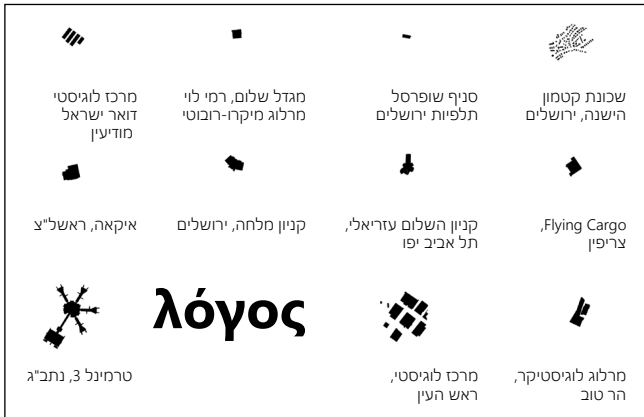 שכונת קטמון
הישנה, ירושלים
סניף שופרסל
תלפיות ירושלים
מגדל שלום, רמי לוי
מרלוג מיקרו-רובוטי
מרכז לוגיסטי
דואר ישראל
מודיעין
Flying Cargo,
צריפין
קניון השלום עזריאלי,
תל אביב יפו
קניון מלחה, ירושלים
איקאה, ראשל"צ
מרלוג לוגיסטיקר,
הר טוב
מרכז לוגיסטי,
ראש העין
λόγος
טרמינל 3, נתב"ג